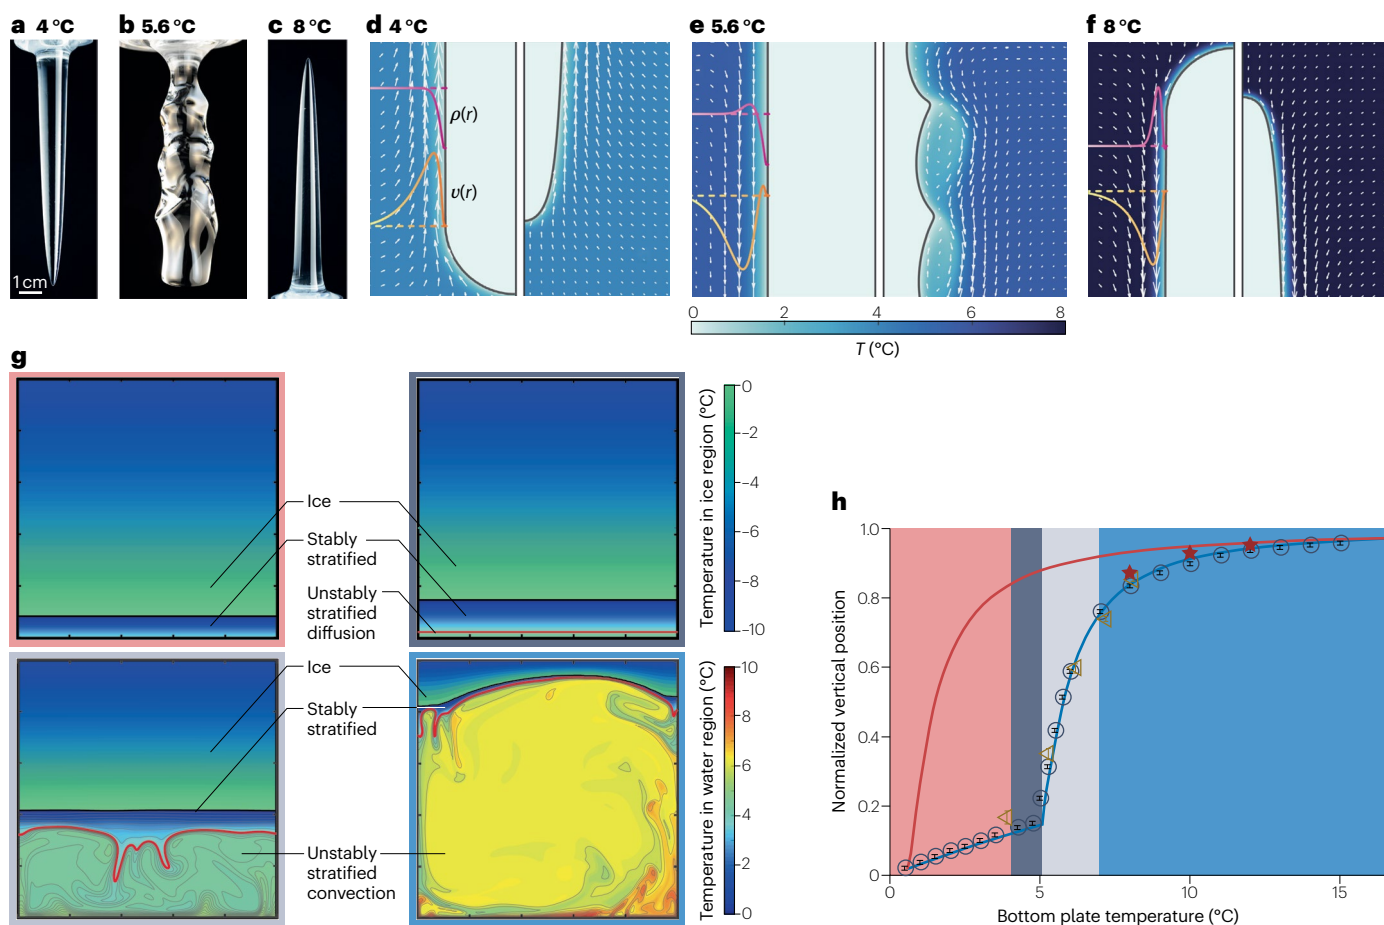 a 4 °C
b 5.6 °C
c 8 °C
d 4 °C
e 5.6 °C
f 8 °C
1 cm
ρ(r)
υ(r)
0 2 4 6 8
T (°C)
g
Ice
Stably
stratified
Unstably
stratified
diffusion
Ice
Stably
stratified
Unstably
stratified
convection
Temperature in ice region (°C)
0
−2
−4
−6
−8
−10
Temperature in water region (°C)
10
8
6
4
2
0
h
Normalized vertical position
1.0
0.8
0.6
0.4
0.2
0
0 5 10 15
Bottom plate temperature (°C)